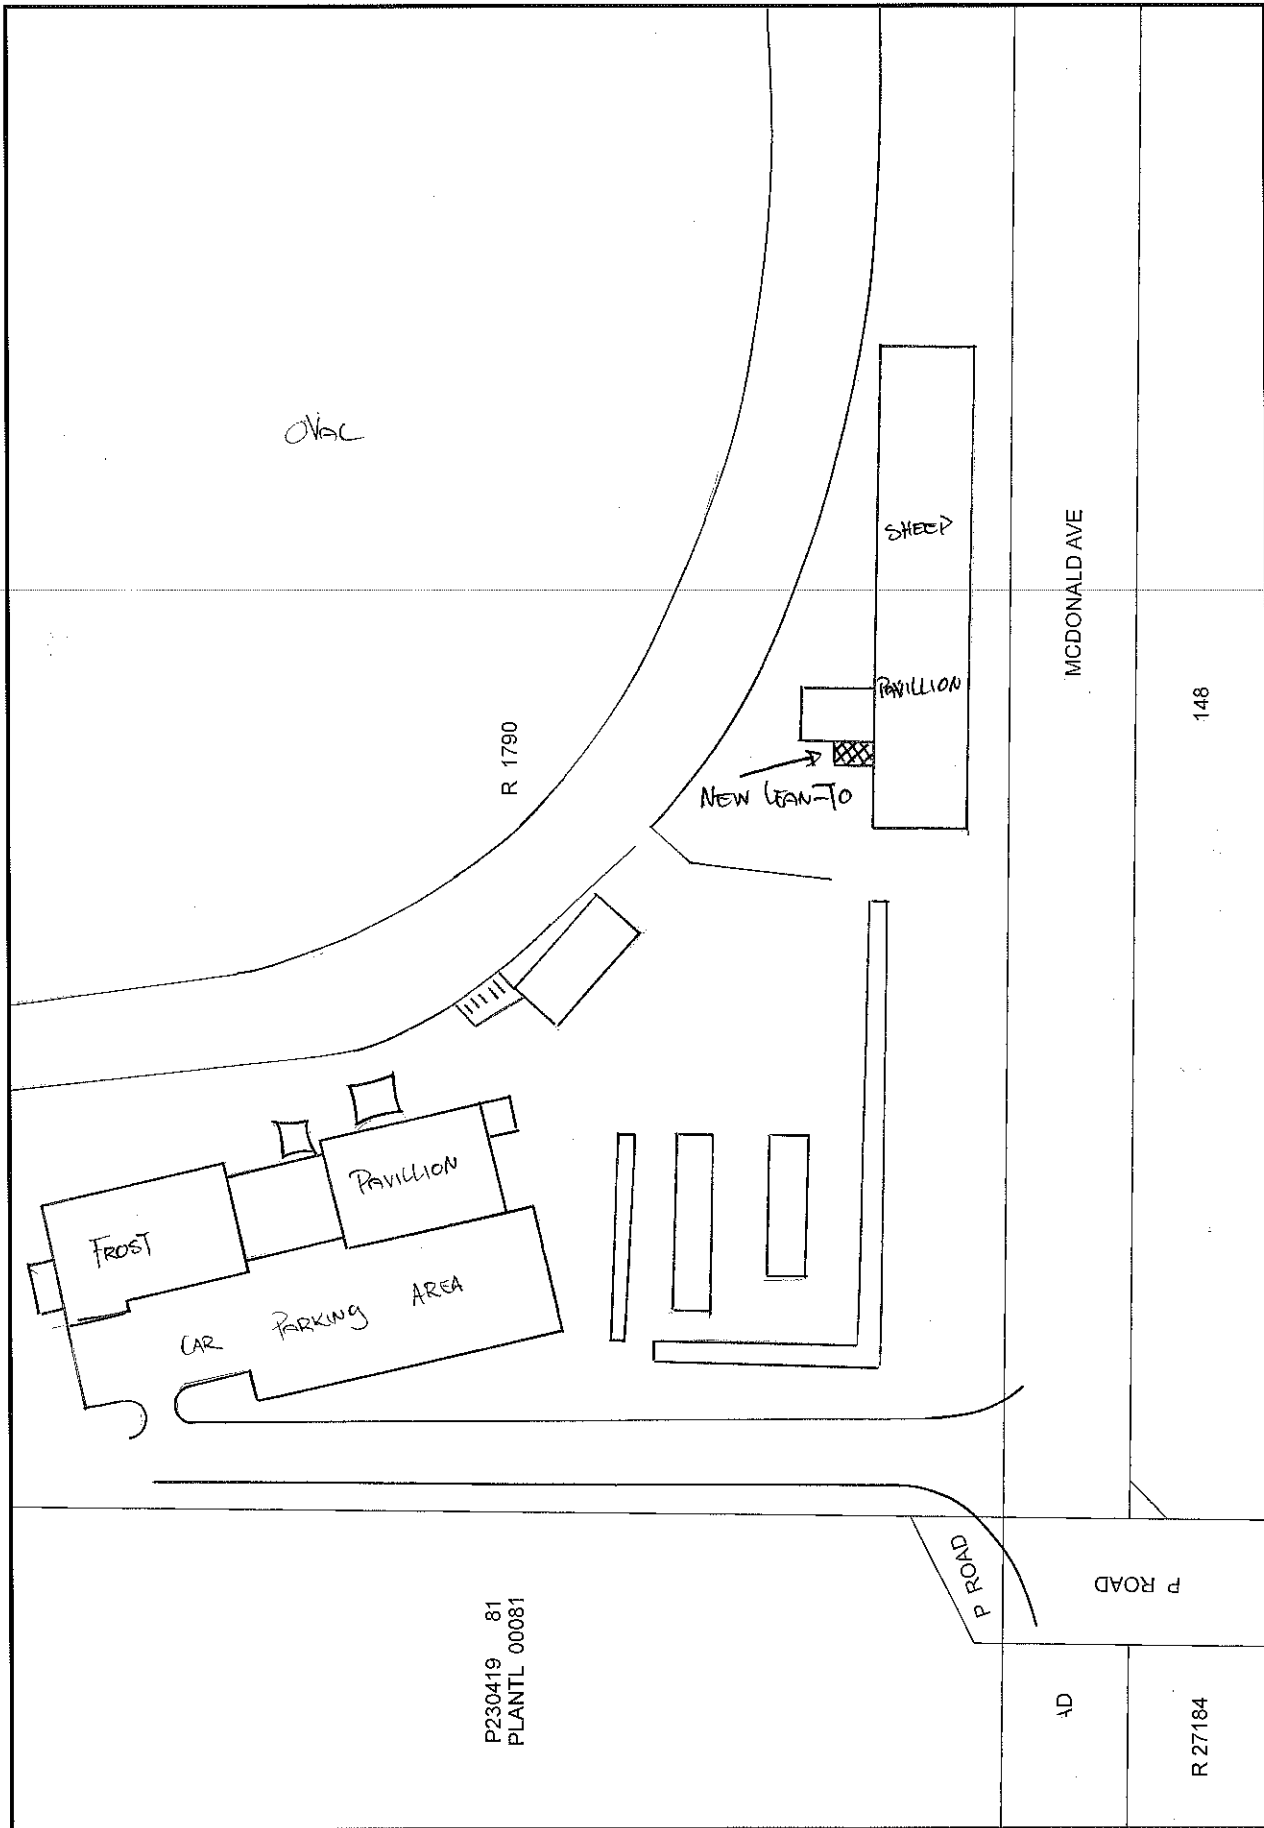 OVAL
SHEEP
PAVILLION
MCDONALD AVE
148
R 1790
NEW LEAN-TO
FROST
PAVILLION
CAR PARKING AREA
P ROAD
P ROAD
P230419 81
PLANTL 00081
AD
R 27184